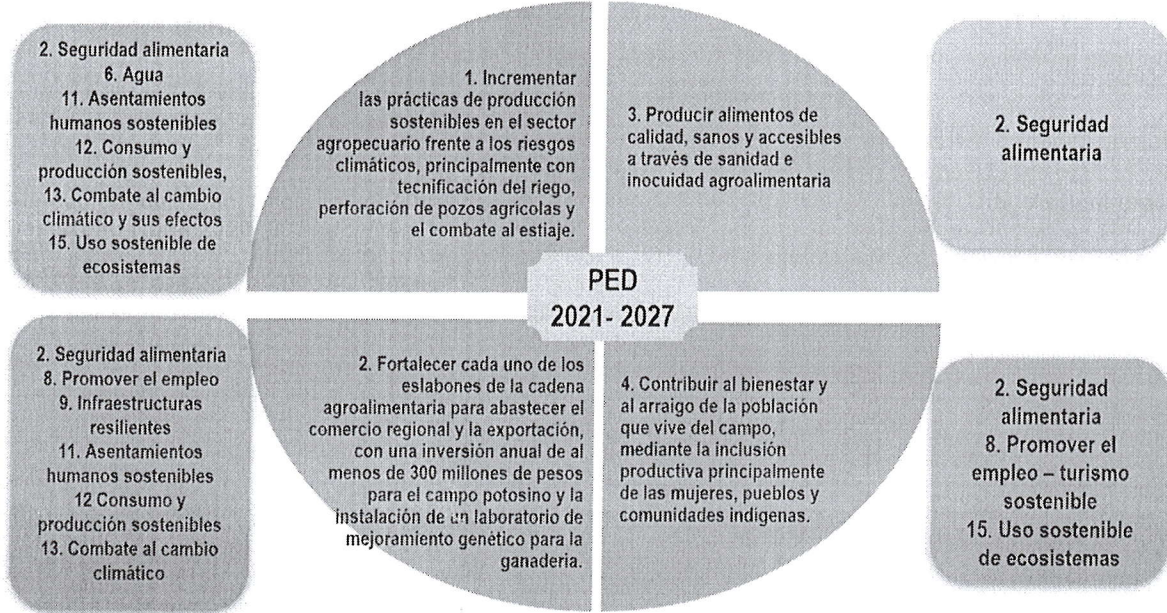 2. Seguridad alimentaria
6. Agua
11. Asentamientos
humanos sostenibles
12. Consumo y
producción sostenibles,
13. Combate al cambio
climático y sus efectos
15. Uso sostenible de
ecosistemas
1. Incrementar
las prácticas de producción
sostenibles en el sector
agropecuario frente a los riesgos
climáticos, principalmente con
tecnificación del riego,
perforación de pozos agrícolas y
el combate al estiaje.
3. Producir alimentos de
calidad, sanos y accesibles
a través de sanidad e
inocuidad agroalimentaria
2. Seguridad
alimentaria
PED
2021- 2027
2. Seguridad alimentaria
8. Promover el empleo
9. Infraestructuras
resilientes
11. Asentamientos
humanos sostenibles
12 Consumo y
producción sostenibles
13. Combate al cambio
climático
2. Fortalecer cada uno de los
eslabones de la cadena
agroalimentaria para abastecer el
comercio regional y la exportación,
con una inversión anual de al
menos de 300 millones de pesos
para el campo potosino y la
instalación de un laboratorio de
mejoramiento genético para la
ganadería.
4. Contribuir al bienestar y
al arraigo de la población
que vive del campo,
mediante la inclusión
productiva principalmente
de las mujeres, pueblos y
comunidades indígenas.
2. Seguridad
alimentaria
8. Promover el
empleo – turismo
sostenible
15. Uso sostenible
de ecosistemas